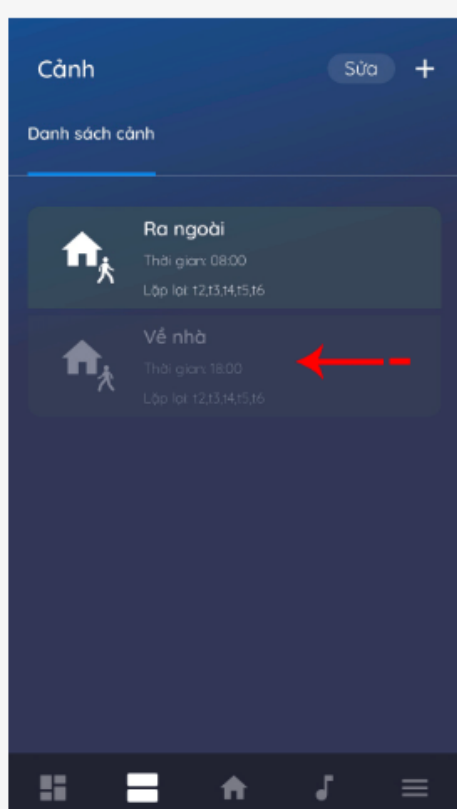 Cảnh
Sửa +
Danh sách cảnh
Ra ngoài
Thời gian: 08:00
Lặp lại: t2,t3,t4,t5,t6
Về nhà
Thời gian: 18:00
Lặp lại: t2,t3,t4,t5,t6